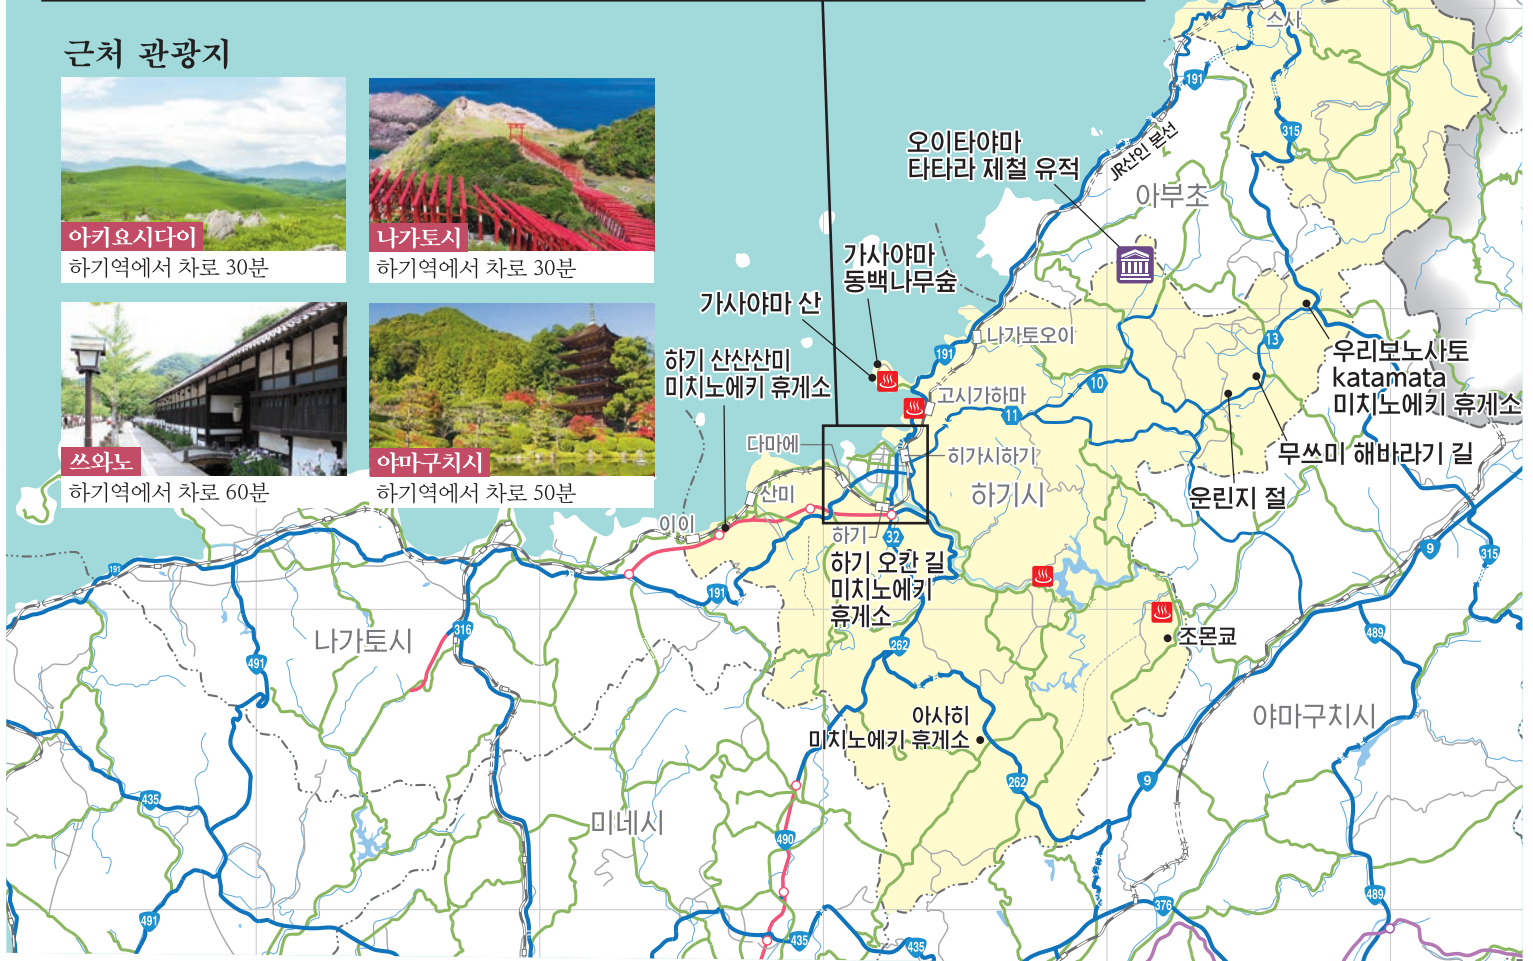 근처 관광지
아키요시다이
하기역에서 차로 30분
나가토시
하기역에서 차로 30분
쓰와노
하기역에서 차로 60분
야마구치시
하기역에서 차로 50분
스사
191
315
JR산인 본선
오이타야마
타타라 제철 유적
아부초
가사야마
동백나무숲
가사야마 산
하기 산산산미
미치노에키 휴게소
나가토오이
191
고시가하마
10
11
13
우리보노사토
katamata
미치노에키 휴게소
무쓰미 해바라기 길
운린지 절
다마에
히가시하기
하기시
산미
이이
하기
32
하기 오칸 길
미치노에키
휴게소
191
191
262
9
315
조몬쿄
489
나가토시
316
491
아사히
미치노에키 휴게소
야마구치시
262
9
435
미네시
490
491
435
435
376
489